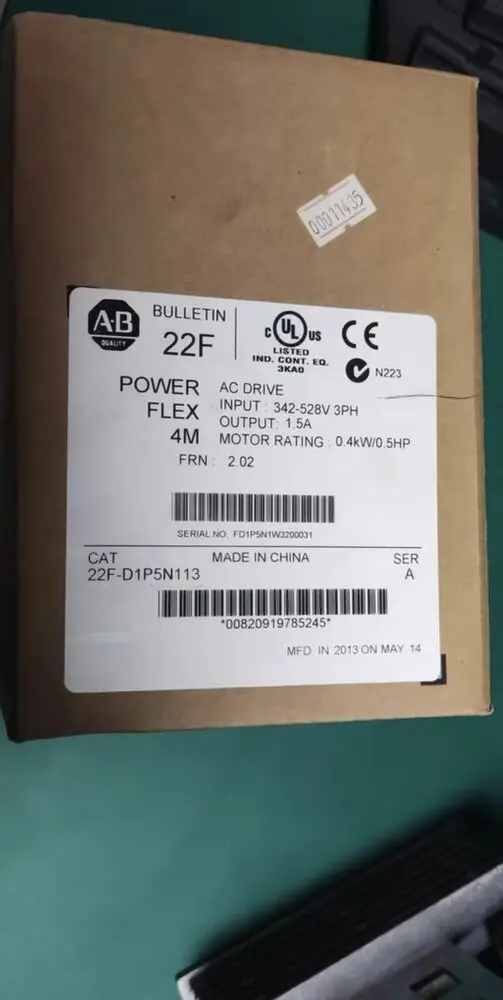 00011435
A-B
QUALITY
BULLETIN
22F
C UL US
LISTED
IND. CONT. EQ.
3KA0
CE
N223
POWER
FLEX
4M
AC DRIVE
INPUT : 342-528V 3PH
OUTPUT: 1.5A
MOTOR RATING : 0.4kW/0.5HP
FRN : 2.02
SERIAL NO. FD1P5N1W3200031
CAT
MADE IN CHINA
SER
22F-D1P5N113
A
*00820919785245*
MFD. IN 2013 ON MAY. 14